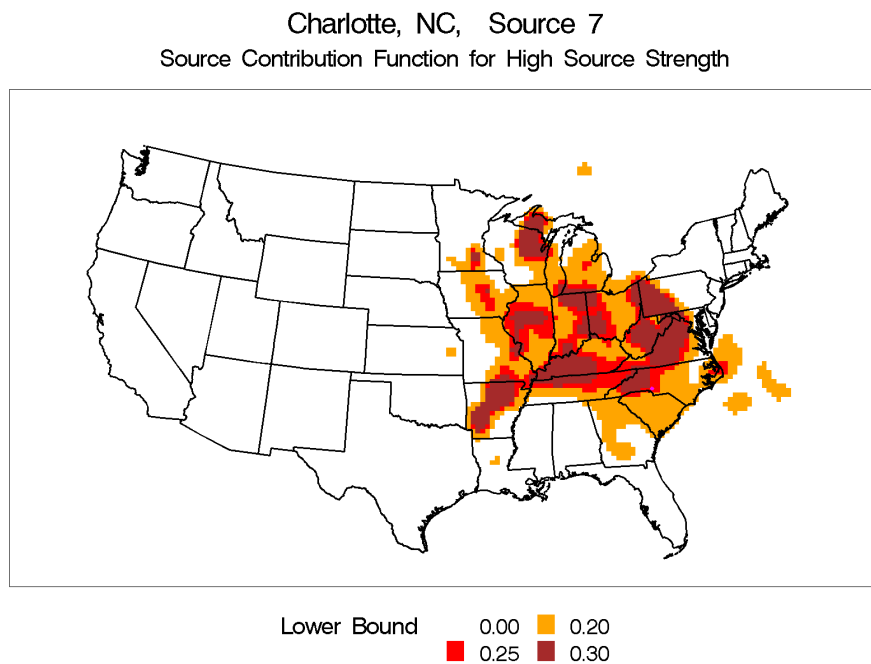 Charlotte, NC, Source 7
Source Contribution Function for High Source Strength
Lower Bound 0.00 0.20
0.25 0.30